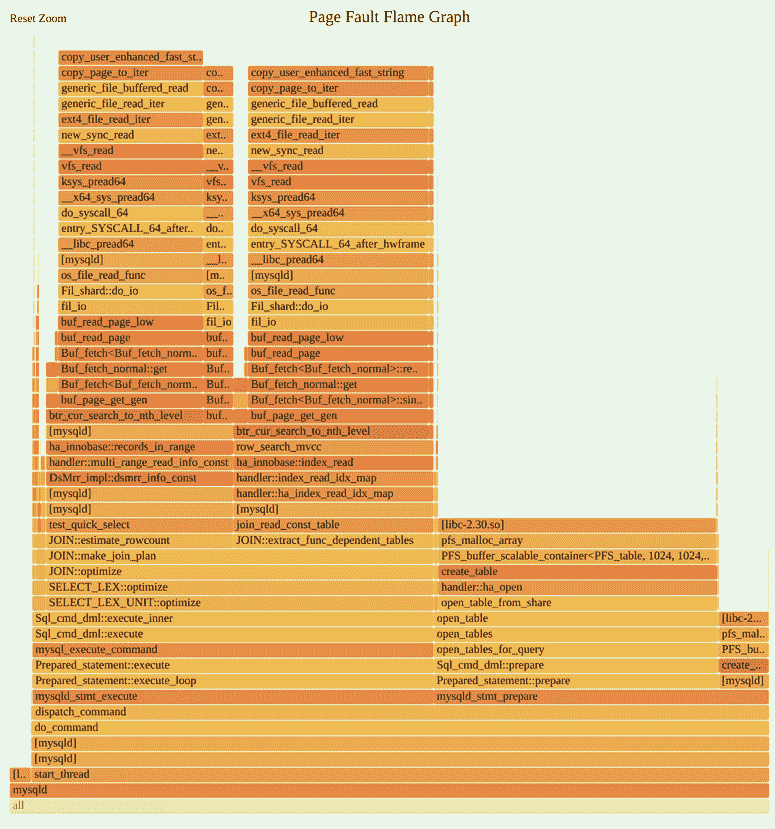 Reset Zoom Page Fault Flame Graph
copy_user_enhanced_fast_st..
copy_page_to_iter co.. copy_user_enhanced_fast_string
generic_file_buffered_read co.. copy_page_to_iter
generic_file_read_iter gen.. generic_file_buffered_read
ext4_file_read_iter gen.. generic_file_read_iter
new_sync_read ext.. ext4_file_read_iter
__vfs_read ne.. new_sync_read
vfs_read __v.. __vfs_read
ksys_pread64 vfs.. vfs_read
__x64_sys_pread64 ksy.. ksys_pread64
do_syscall_64 __.. __x64_sys_pread64
entry_SYSCALL_64_after.. do.. do_syscall_64
__libc_pread64 ent.. entry_SYSCALL_64_after_hwframe
[mysqld] __l.. __libc_pread64
os_file_read_func [m.. [mysqld]
Fil_shard::do_io os_f.. os_file_read_func
fil_io Fil.. Fil_shard::do_io
buf_read_page_low fil_io fil_io
buf_read_page buf.. buf_read_page_low
Buf_fetch<Buf_fetch_norm.. buf.. buf_read_page
Buf_fetch_normal::get Buf.. Buf_fetch<Buf_fetch_normal>::re..
Buf_fetch<Buf_fetch_norm.. Buf.. Buf_fetch_normal::get
buf_page_get_gen Buf.. Buf_fetch<Buf_fetch_normal>::sin..
btr_cur_search_to_nth_level buf.. buf_page_get_gen
[mysqld] btr_cur_search_to_nth_level
ha_innobase::records_in_range row_search_mvcc
handler::multi_range_read_info_const ha_innobase::index_read
DsMrr_impl::dsmrr_info_const handler::index_read_idx_map
[mysqld] handler::ha_index_read_idx_map
[mysqld] [mysqld]
test_quick_select join_read_const_table [libc-2.30.so]
JOIN::estimate_rowcount JOIN::extract_func_dependent_tables pfs_malloc_array
JOIN::make_join_plan PFS_buffer_scalable_container<PFS_table, 1024, 1024,..
JOIN::optimize create_table
SELECT_LEX::optimize handler::ha_open
SELECT_LEX_UNIT::optimize open_table_from_share
Sql_cmd_dml::execute_inner open_table [libc-2...
Sql_cmd_dml::execute open_tables pfs_mal..
mysql_execute_command open_tables_for_query PFS_bu..
Prepared_statement::execute Sql_cmd_dml::prepare create_..
Prepared_statement::execute_loop Prepared_statement::prepare [mysqld]
mysqld_stmt_execute mysqld_stmt_prepare
dispatch_command
do_command
[mysqld]
[mysqld]
[l.. start_thread
mysqld
all